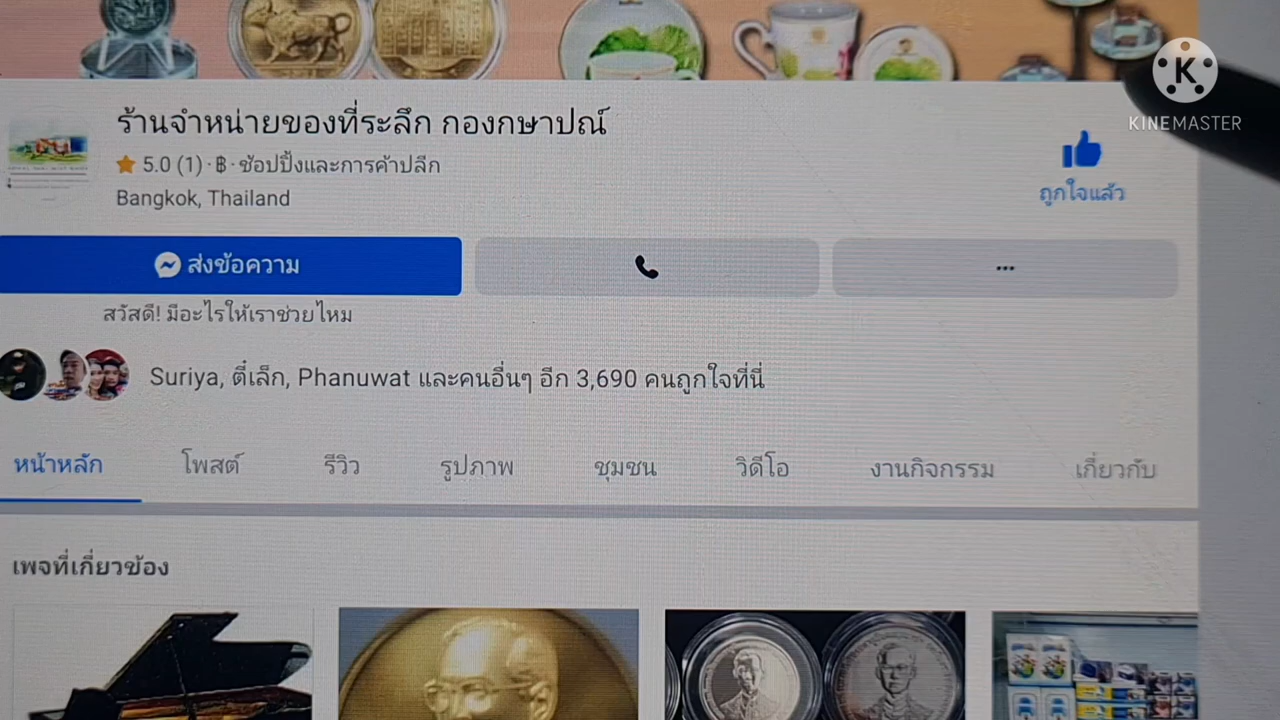 ร้านจำหน่ายของที่ระลึก กองกษาปณ์
5.0 (1) · ฿ · ช้อปปิ้งและการค้าปลีก
Bangkok, Thailand
K
KINEMASTER
ถูกใจแล้ว
ส่งข้อความ
สวัสดี! มีอะไรให้เราช่วยไหม
Suriya, ตี๋เล็ก, Phanuwat และคนอื่นๆ อีก 3,690 คนถูกใจที่นี่
หน้าหลัก โพสต์ รีวิว รูปภาพ ชุมชน วิดีโอ งานกิจกรรม เกี่ยวกับ
เพจที่เกี่ยวข้อง